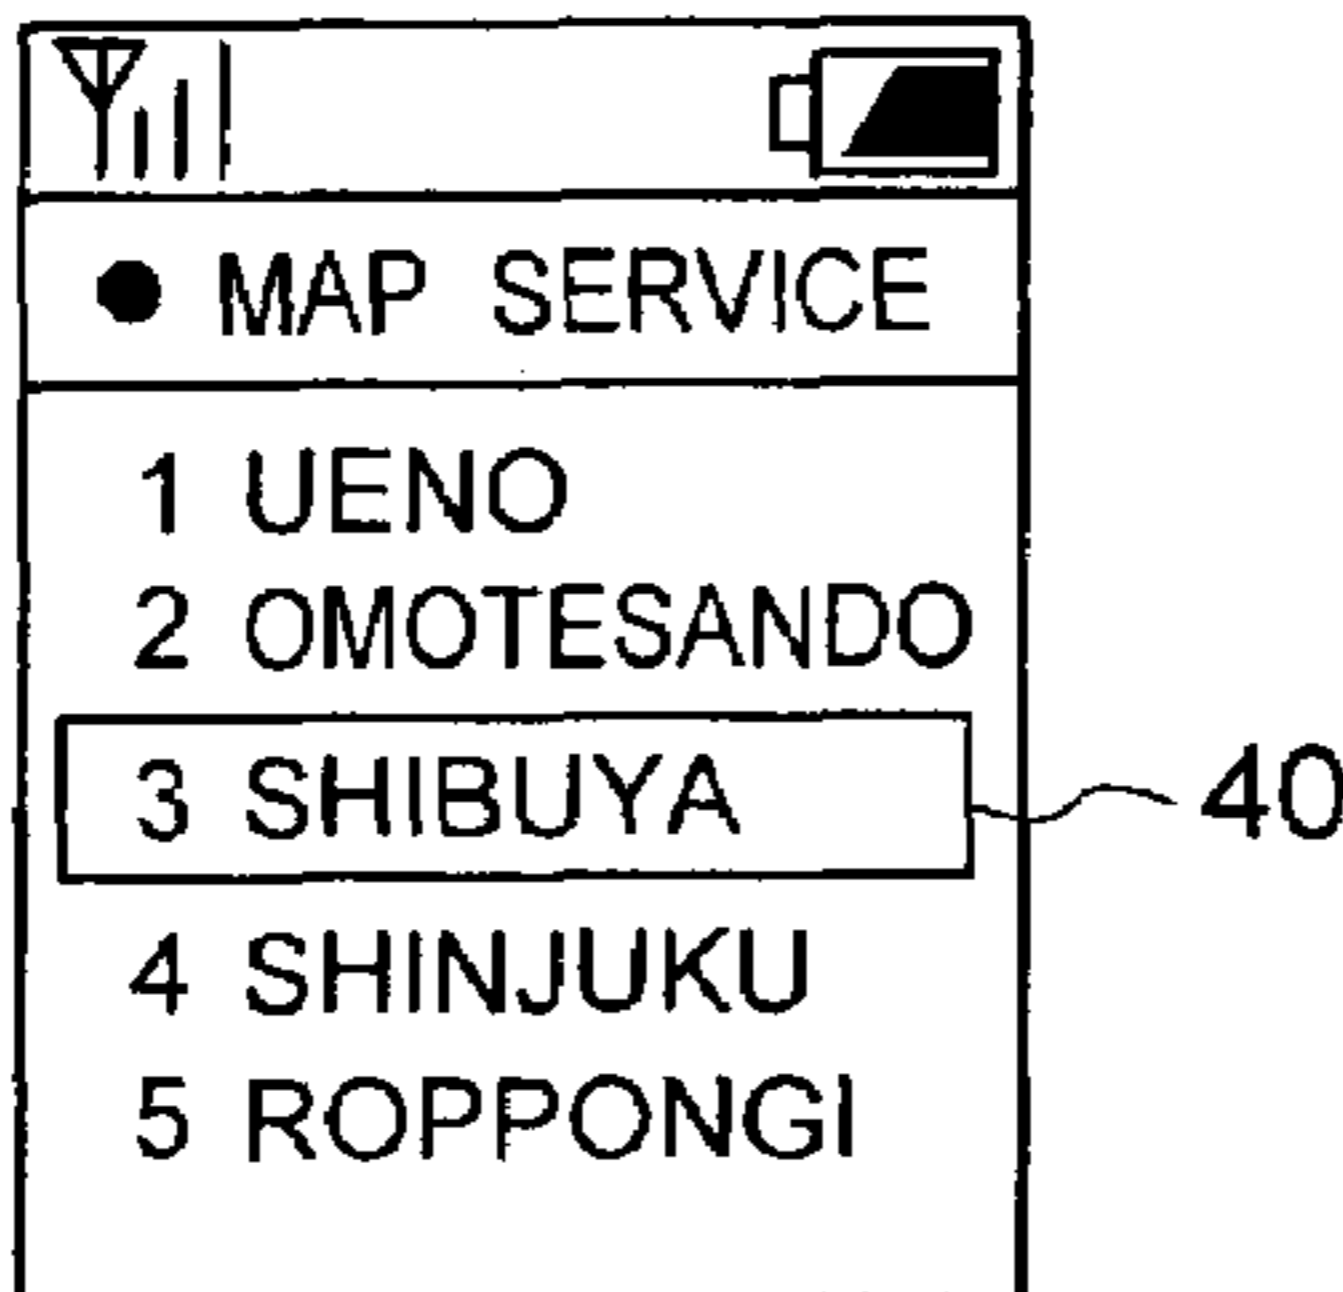 ● MAP SERVICE
1 UENO
2 OMOTESANDO
3 SHIBUYA
40
4 SHINJUKU
5 ROPPONGI